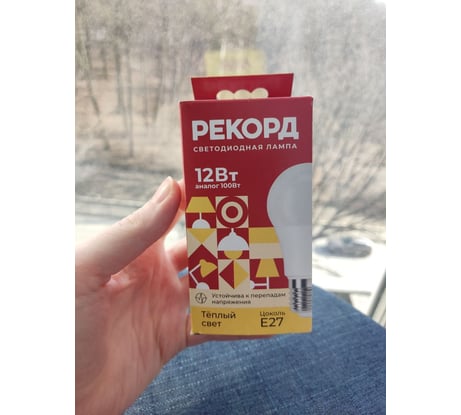 РЕКОРД
СВЕТОДИОДНАЯ ЛАМПА
12Вт
аналог 100Вт
Устойчива к перепадам
напряжения
Тёплый
свет
Цоколь
E27